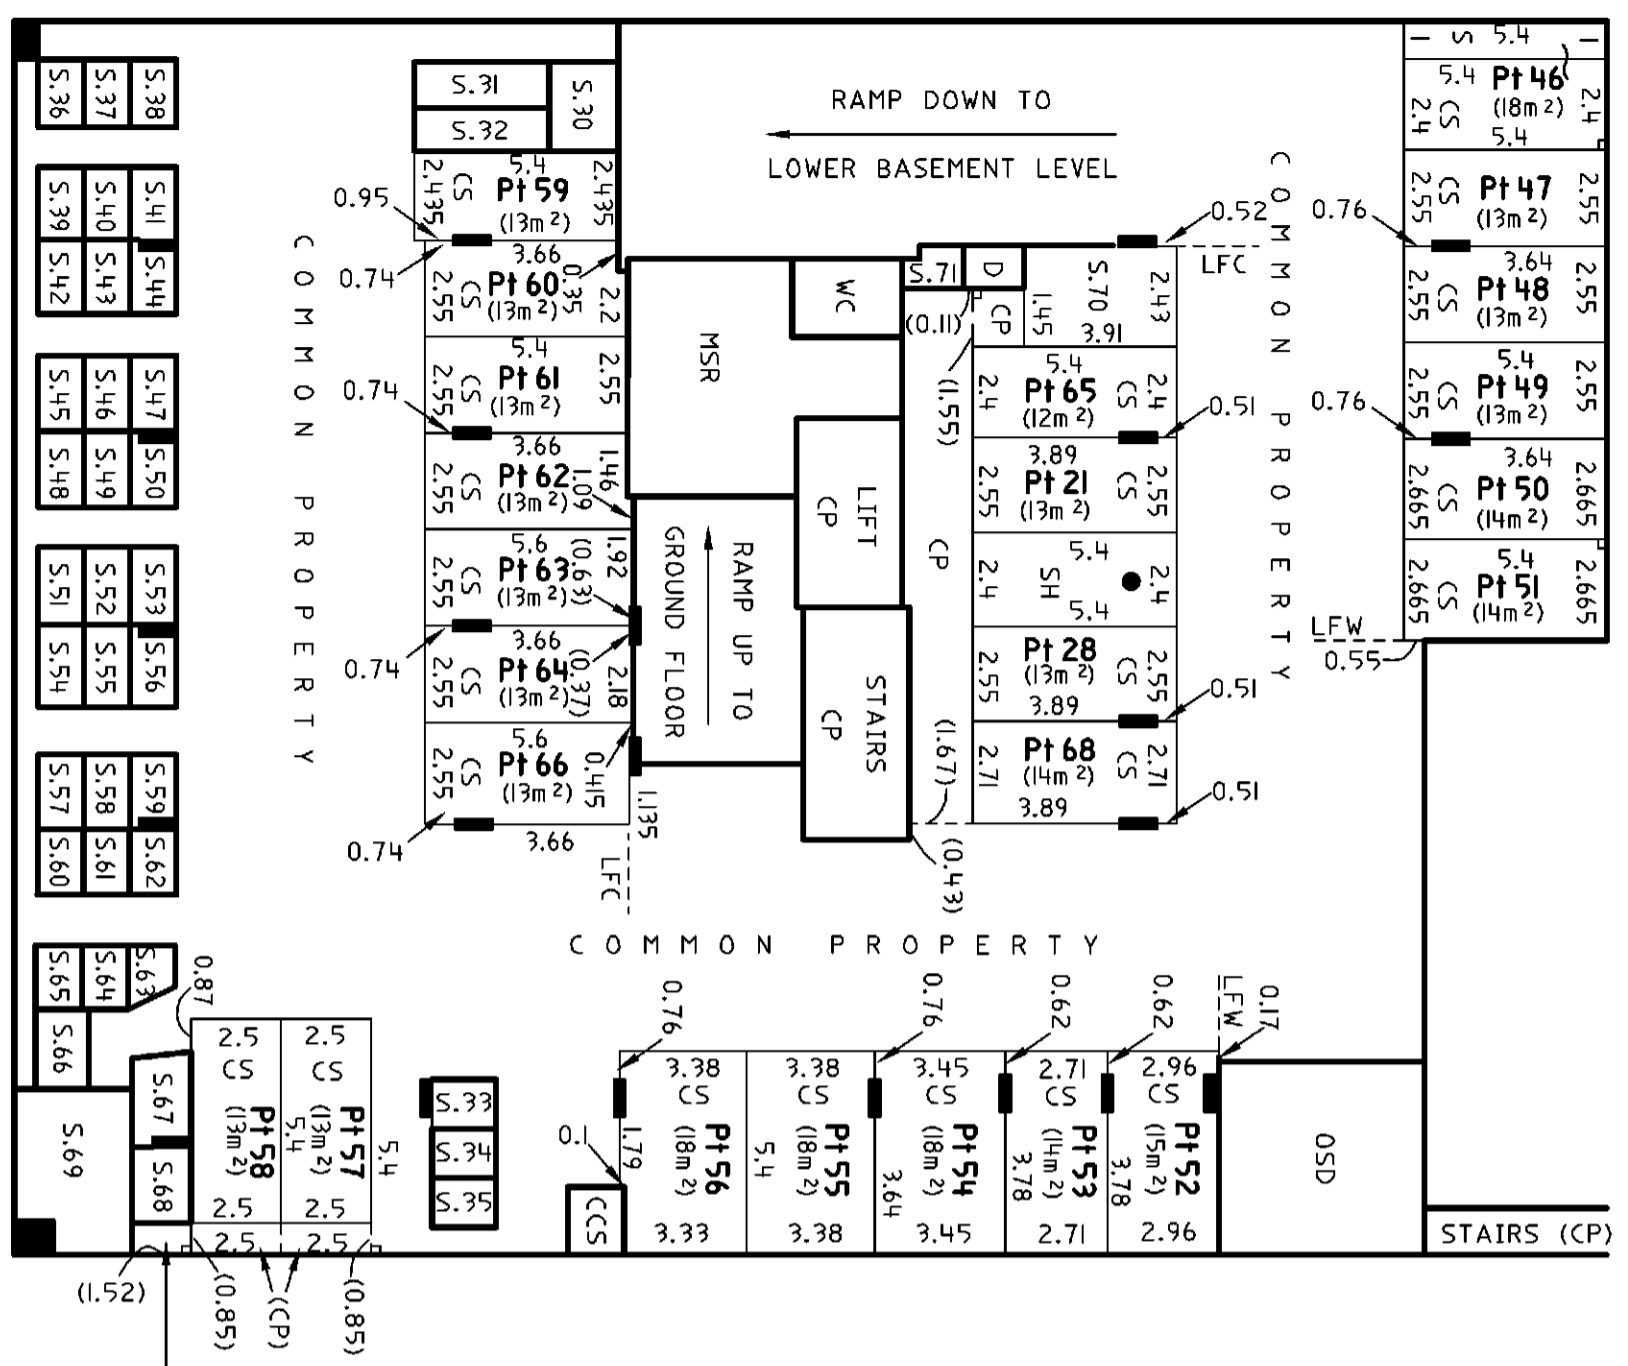 S.36
S.37
S.38
S.39
S.40
S.41
S.42
S.43
S.44
S.45
S.46
S.47
S.48
S.49
S.50
S.51
S.52
S.53
S.54
S.55
S.56
S.57
S.58
S.59
S.60
S.61
S.62
S.65
S.64
S.63
S.66
S.67
S.68
S.69
(1.52)
COMMON PROPERTY
S.31
S.32
S.30
5.4
2.435
CS
Pt 59
(13m²)
2.435
0.95
0.74
3.66
0.35
2.55
CS
Pt 60
(13m²)
2.2
5.4
2.55
CS
Pt 61
(13m²)
2.55
0.74
3.66
1.46
2.55
CS
Pt 62
(13m²)
1.09
5.6
(0.63)
1.92
2.55
CS
Pt 63
(13m²)
0.74
3.66
(0.37)
2.18
2.55
CS
Pt 64
(13m²)
5.6
2.55
CS
Pt 66
(13m²)
0.415
1.135
0.74
3.66
LFC
RAMP DOWN TO
LOWER BASEMENT LEVEL
MSR
WC
S.71
D
(0.11)
CP
1.45
S.70
3.91
2.43
0.52
LFC
LIFT
CP
RAMP UP TO
GROUND FLOOR
STAIRS
CP
CP
(1.55)
(1.67)
(0.43)
5.4
2.4
Pt 65
(12m²)
CS
2.4
0.51
3.89
2.55
Pt 21
(13m²)
CS
2.55
5.4
2.4
SH
2.4
5.4
2.55
Pt 28
(13m²)
CS
2.55
3.89
0.51
2.71
Pt 68
(14m²)
CS
2.71
3.89
0.51
COMMON PROPERTY
1
S
5.4
1
5.4
Pt 46
2.4
CS
(18m²)
2.4
5.4
2.55
CS
Pt 47
(13m²)
2.55
0.76
3.64
2.55
CS
Pt 48
(13m²)
2.55
5.4
2.55
CS
Pt 49
(13m²)
2.55
0.76
3.64
2.665
CS
Pt 50
(14m²)
2.665
5.4
2.665
CS
Pt 51
(14m²)
2.665
LFW
0.55
COMMON PROPERTY
0.87
2.5
CS
Pt 58
(13m²)
2.5
2.5
5.4
2.5
CS
Pt 57
(13m²)
2.5
2.5
5.4
(0.85)
(CP)
(0.85)
S.33
S.34
S.35
0.1
CCS
0.76
1.79
3.38
CS
Pt 56
(18m²)
3.33
5.4
3.38
CS
Pt 55
(18m²)
3.38
0.76
3.64
3.45
CS
Pt 54
(18m²)
3.45
0.62
3.78
2.71
CS
Pt 53
(14m²)
2.71
0.62
3.78
2.96
CS
Pt 52
(15m²)
2.96
LFW
0.17
OSD
STAIRS (CP)